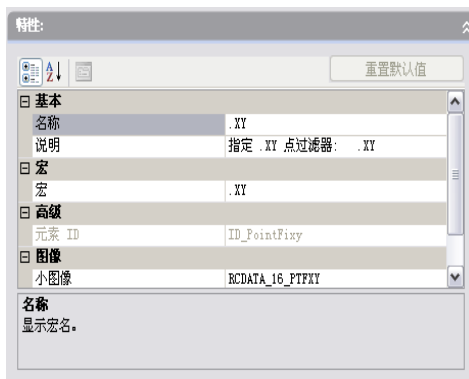 特性:
重置默认值
基本
名称 .XY
说明 指定 .XY 点过滤器: .XY
宏
宏 .XY
高级
元素 ID ID_PointFixy
图像
小图像 RCDATA_16_PTFXY
名称
显示宏名。